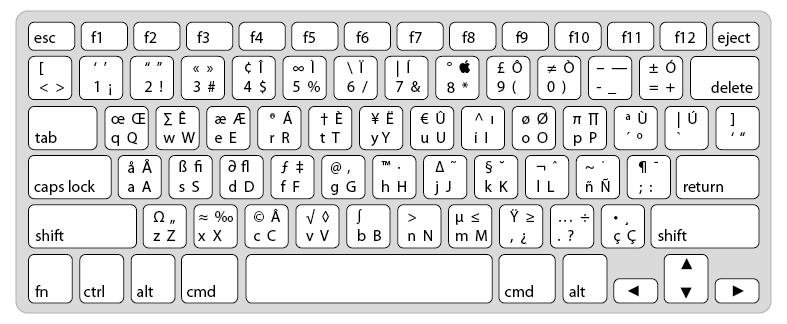 esc f1 f2 f3 f4 f5 f6 f7 f8 f9 f10 f11 f12 eject
[ ‘ ’ “ ” « » ¢ Î ∞ Ì \ Ï | Í ° £ Ô ≠ Ò – — ± Ó
< > 1 ¡ 2 ! 3 # 4 $ 5 % 6 / 7 & 8 * 9 ( 0 ) - _ = + delete
œ Œ ∑ Ê æ Æ ® Á † È ¥ Ë € Û ^ ı ø Ø π ∏ ª Ù | Ú ]
tab q Q w W e E r R t T y Y u U i I o O p P ´ º ` ‘ “
å Å ß fi ∂ fl ƒ ‡ @ , ™ · Δ ˜ § ˘ ¬ ˆ ~ ˙ ¶ ¯
caps lock a A s S d D f F g G h H j J k K l L ñ Ñ ; : return
Ω „ ≈ ‰ © Â √ ◊ ∫ > µ ≤ Ÿ ≥ … ÷ • ¸
shift z Z x X c C v V b B n N m M , ¿ . ? ç Ç shift
fn ctrl alt cmd cmd alt